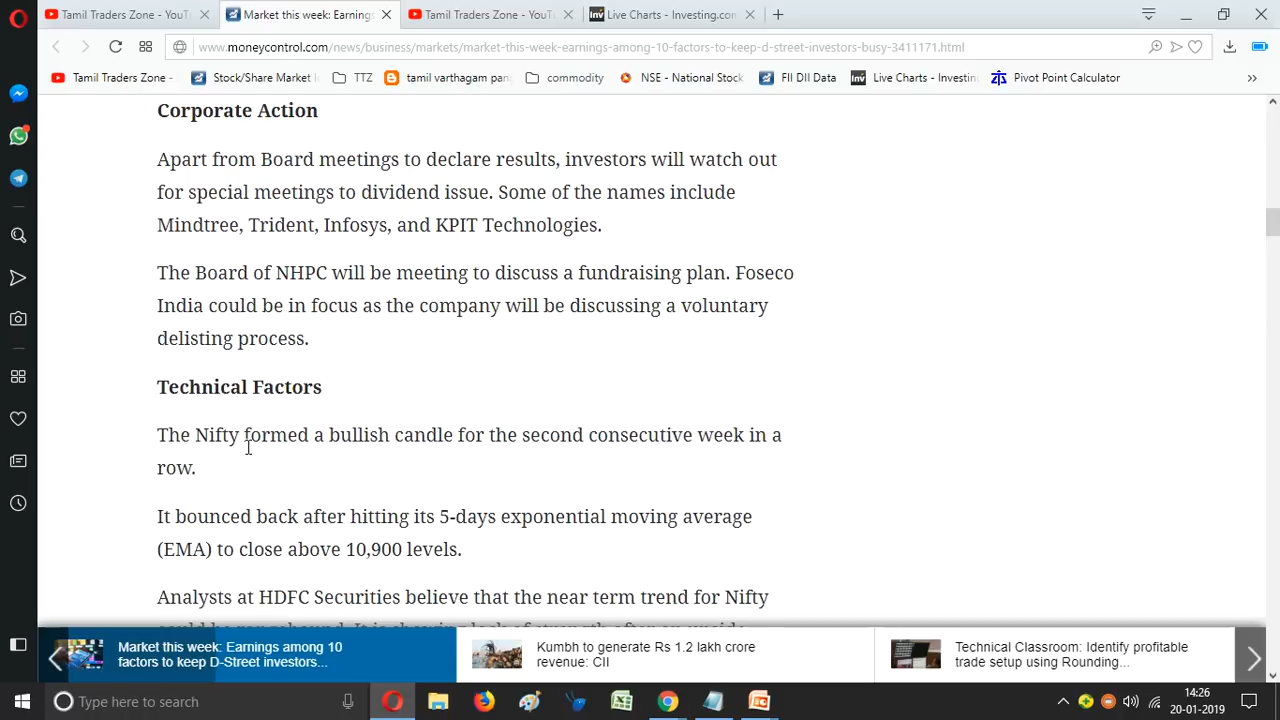 Tamil Traders Zone - YouTu
Market this week: Earnings
Tamil Traders Zone - YouTu
Live Charts - Investing.com
www.moneycontrol.com/news/business/markets/market-this-week-earnings-among-10-factors-to-keep-d-street-investors-busy-3411171.html
Tamil Traders Zone -
Stock/Share Market
TTZ
tamil varthagam pan
commodity
NSE - National Stock
FII DII Data
Inv
Live Charts - Investin
Pivot Point Calculator
Corporate Action
Apart from Board meetings to declare results, investors will watch out
for special meetings to dividend issue. Some of the names include
Mindtree, Trident, Infosys, and KPIT Technologies.
The Board of NHPC will be meeting to discuss a fundraising plan. Foseco
India could be in focus as the company will be discussing a voluntary
delisting process.
Technical Factors
The Nifty formed a bullish candle for the second consecutive week in a
row.
It bounced back after hitting its 5-days exponential moving average
(EMA) to close above 10,900 levels.
Analysts at HDFC Securities believe that the near term trend for Nifty
Market this week: Earnings among 10
factors to keep D-Street investors...
Kumbh to generate Rs 1.2 lakh crore
revenue: CII
Technical Classroom: Identify profitable
trade setup using Rounding...
Type here to search
14:26
20-01-2019